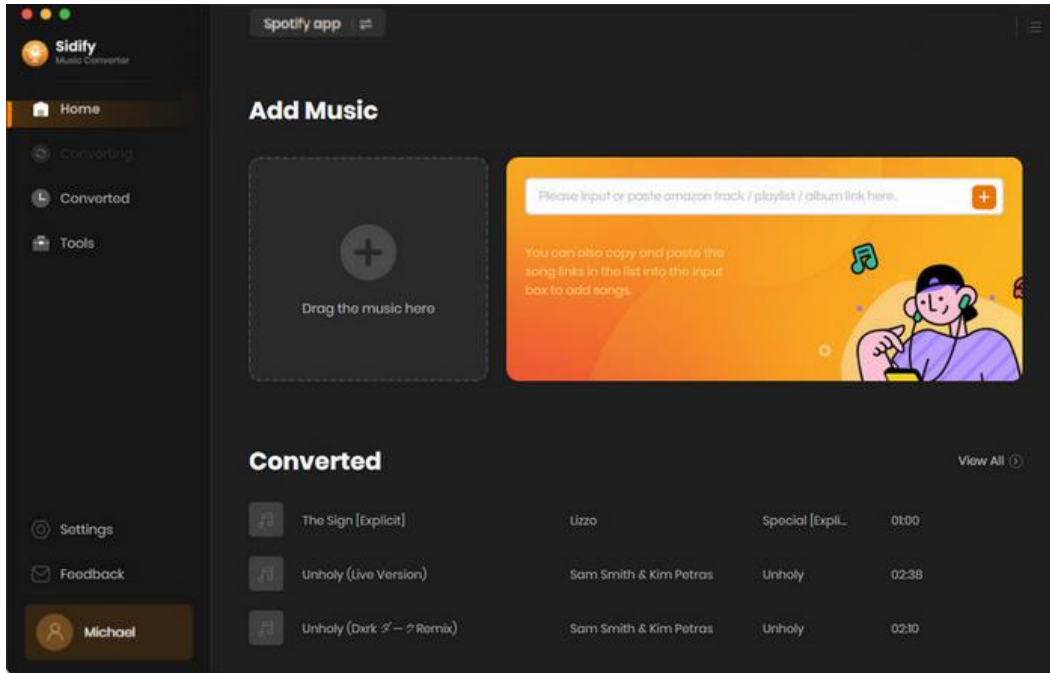 Spotify app
Sidify
Music Converter
Home
Converting
Converted
Tools
Settings
Feedback
Michael
Add Music
Drag the music here
Please input or paste amazon track / playlist / album link here.
You can also copy and paste the
song links in the list into the input
box to add songs.
Converted
View All
The Sign [Explicit] Lizzo Special [Expli... 01:00
Unholy (Live Version) Sam Smith & Kim Petras Unholy 02:38
Unholy (Dxrk ダーク Remix) Sam Smith & Kim Petras Unholy 02:10